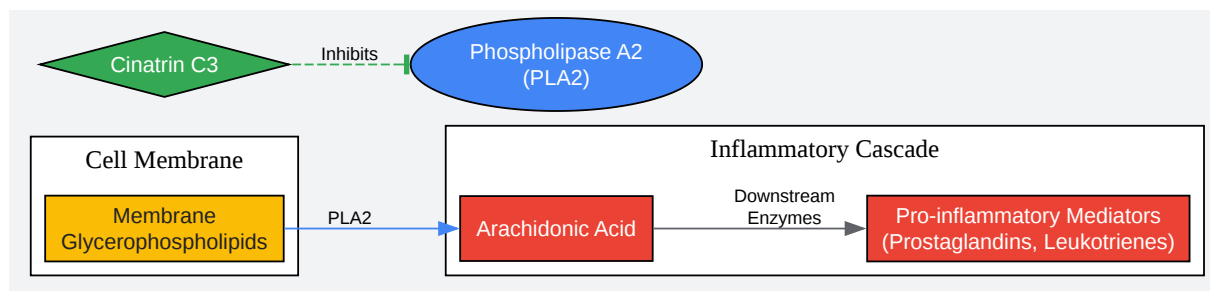 Cinatrin C3
Inhibits
Phospholipase A2
(PLA2)
Cell Membrane
Membrane
Glycerophospholipids
PLA2
Inflammatory Cascade
Arachidonic Acid
Downstream
Enzymes
Pro-inflammatory Mediators
(Prostaglandins, Leukotrienes)